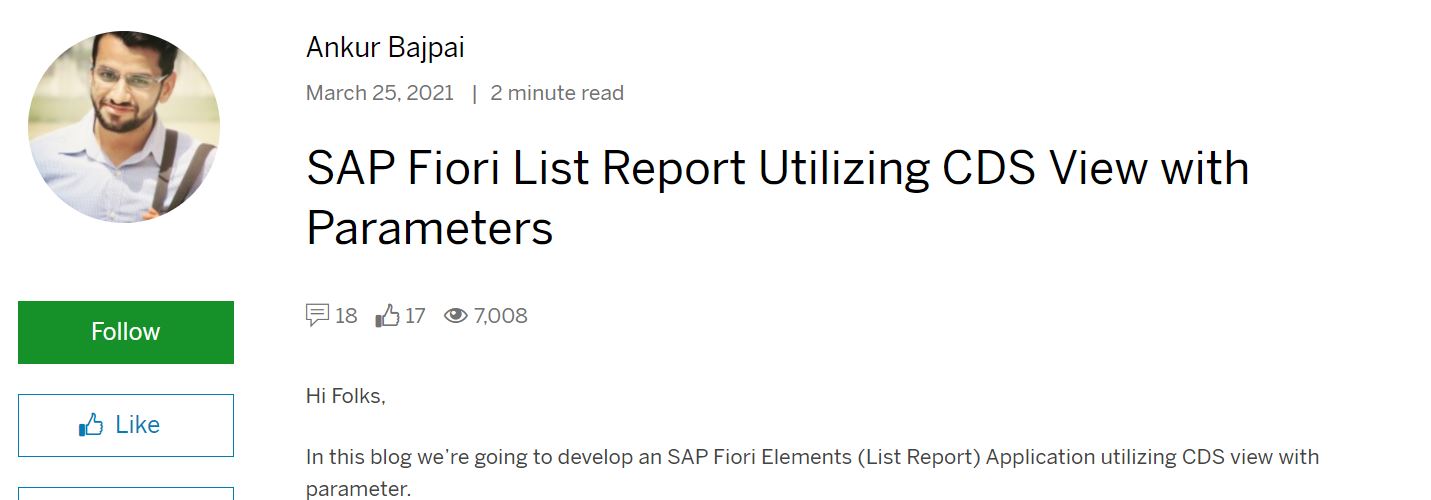 Ankur Bajpai
March 25, 2021 | 2 minute read
SAP Fiori List Report Utilizing CDS View with
Parameters
18 17 7,008
Follow
Hi Folks,
Like
In this blog we’re going to develop an SAP Fiori Elements (List Report) Application utilizing CDS view with
parameter.